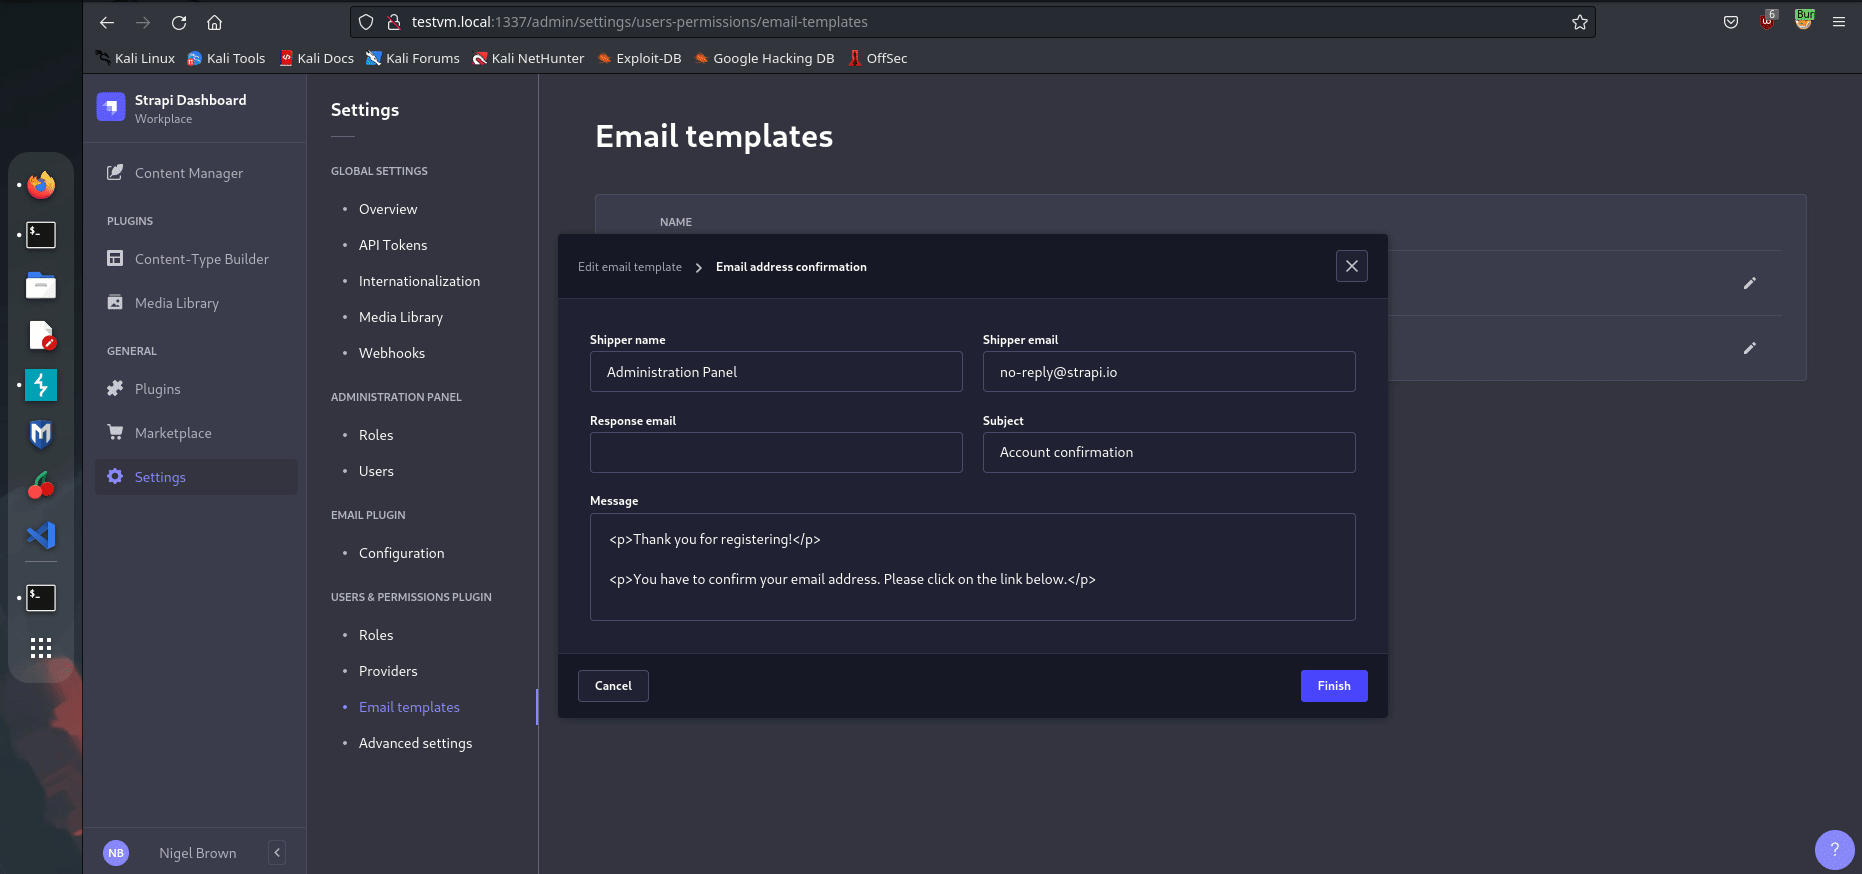 testvm.local:1337/admin/settings/users-permissions/email-templates
6
Bur
Kali Linux Kali Tools Kali Docs Kali Forums Kali NetHunter Exploit-DB Google Hacking DB OffSec
Strapi Dashboard
Workplace
Content Manager
PLUGINS
Content-Type Builder
Media Library
GENERAL
Plugins
Marketplace
Settings
NB Nigel Brown
Settings
GLOBAL SETTINGS
Overview
API Tokens
Internationalization
Media Library
Webhooks
ADMINISTRATION PANEL
Roles
Users
EMAIL PLUGIN
Configuration
USERS & PERMISSIONS PLUGIN
Roles
Providers
Email templates
Advanced settings
Email templates
NAME
Edit email template Email address confirmation
Shipper name Shipper email
Administration Panel no-reply@strapi.io
Response email Subject
Account confirmation
Message
<p>Thank you for registering!</p>
<p>You have to confirm your email address. Please click on the link below.</p>
Cancel Finish
?